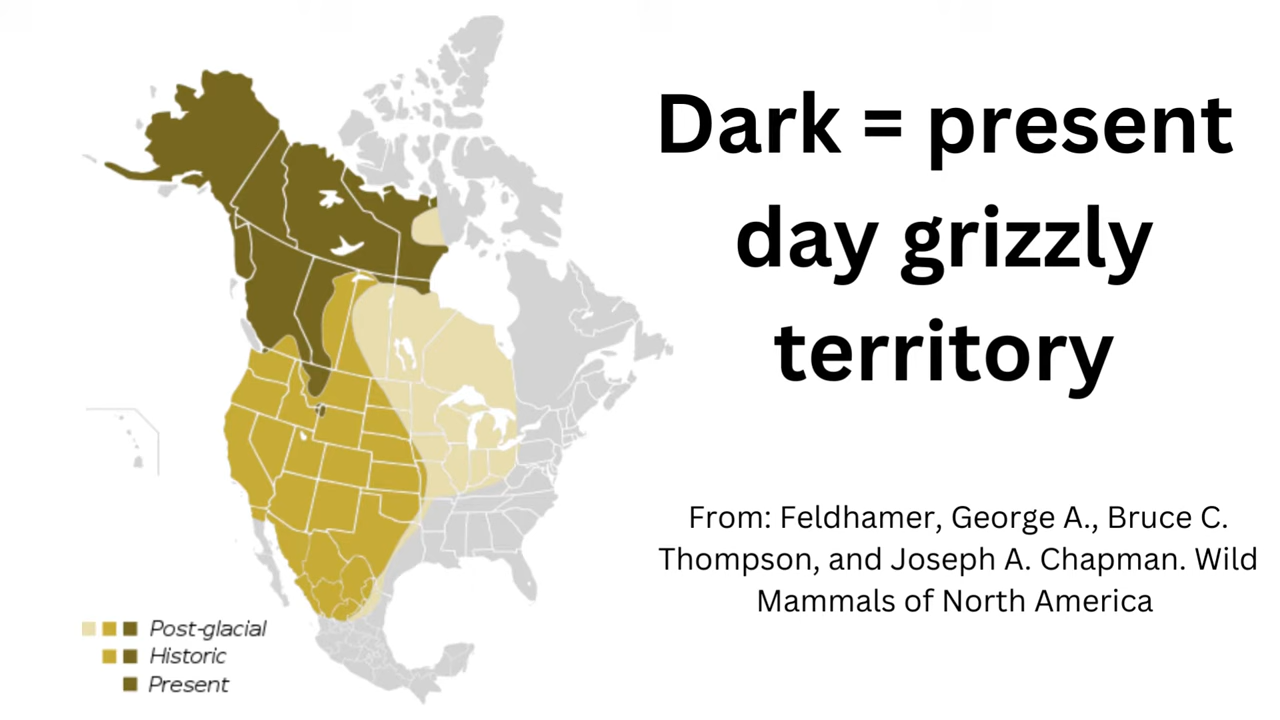 Dark = present
day grizzly
territory
From: Feldhamer, George A., Bruce C.
Thompson, and Joseph A. Chapman. Wild
Mammals of North America
Post-glacial
Historic
Present